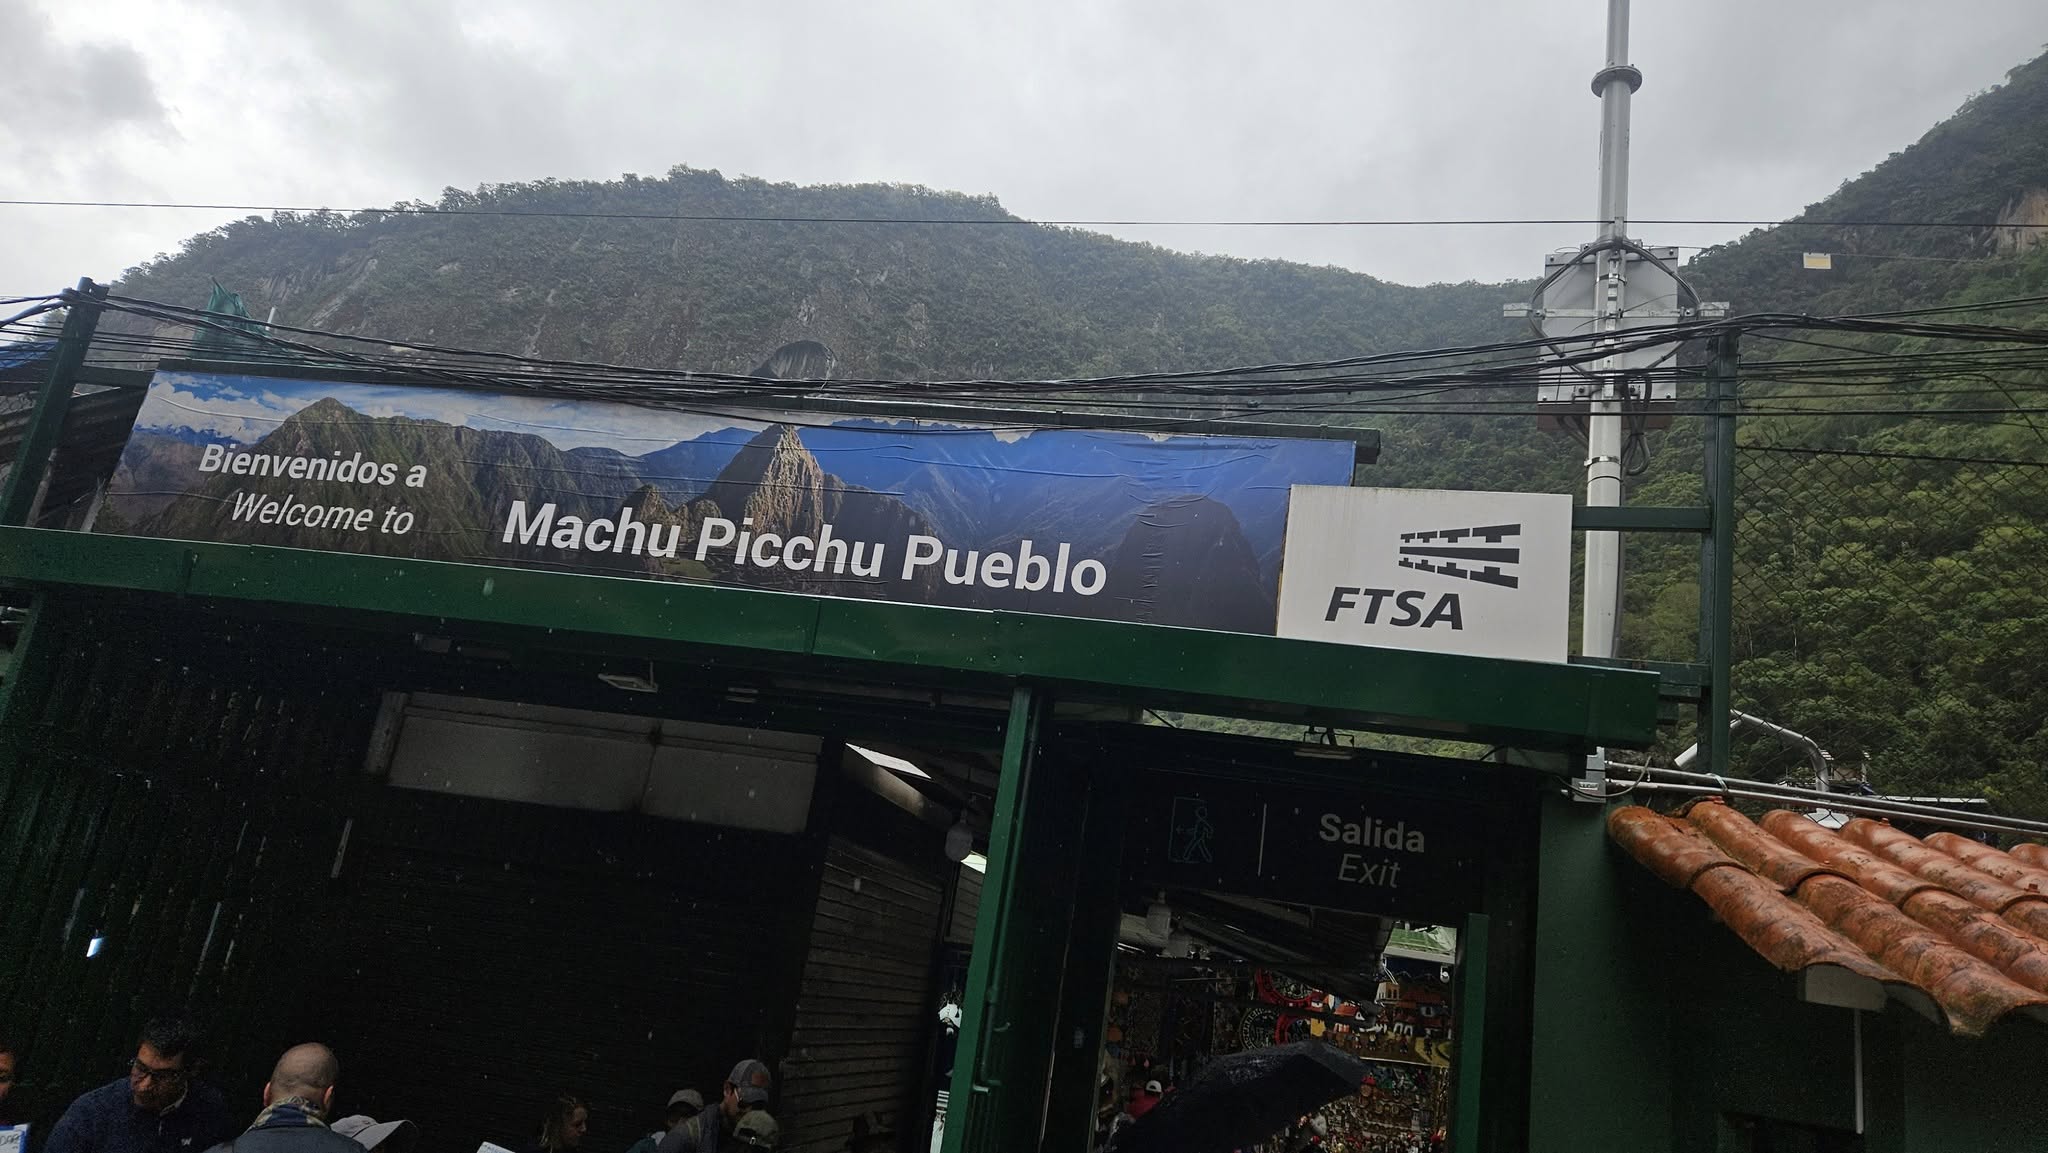 Bienvenidos a
Welcome to
Machu Picchu Pueblo
FTSA
Salida
Exit